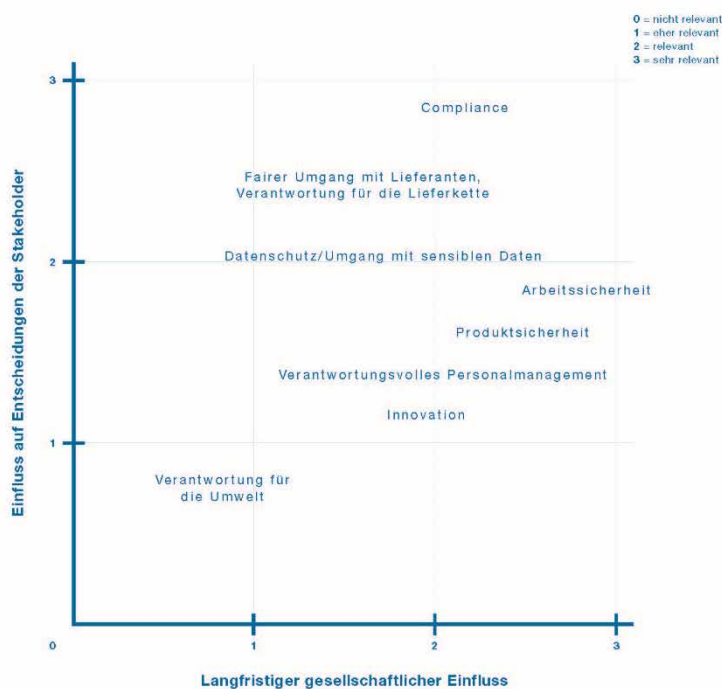 0 = nicht relevant
1 = eher relevant
2 = relevant
3 = sehr relevant
3
Compliance
Fairer Umgang mit Lieferanten,
Verantwortung für die Lieferkette
2
Datenschutz/Umgang mit sensiblen Daten
Arbeitssicherheit
Produktsicherheit
Verantwortungsvolles Personalmanagement
Innovation
1
Verantwortung für
die Umwelt
Einfluss auf Entscheidungen der Stakeholder
0 1 2 3
Langfristiger gesellschaftlicher Einfluss